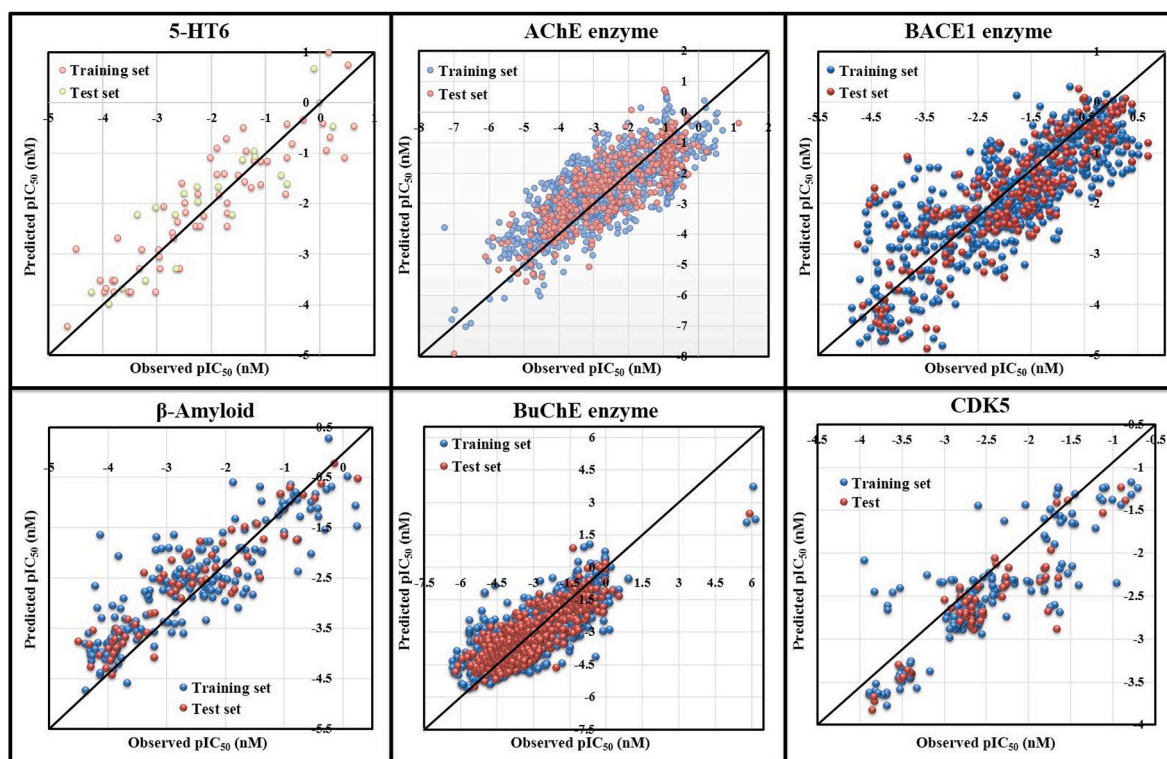 5-HT6
Training set
Test set
1
0
-5 -4 -3 -2 -1 0 1
-1
-2
-3
-4
-5
Predicted pIC₅₀ (nM)
Observed pIC₅₀ (nM)
AChE enzyme
Training set
Test set
2
1
0
-8 -7 -6 -5 -4 -3 -2 -1 0 1 2
-1
-2
-3
-4
-5
-6
-7
-8
Predicted pIC₅₀ (nM)
Observed pIC₅₀ (nM)
BACE1 enzyme
Training set
Test set
1
0
-5.5 -4.5 -3.5 -2.5 -1.5 -0.5 0.5
-1
-2
-3
-4
-5
Predicted pIC₅₀ (nM)
Observed pIC₅₀ (nM)
β-Amyloid
0.5
-5 -4 -3 -2 -1 0
-0.5
-1.5
-2.5
-3.5
-4.5
-5.5
Training set
Test set
Predicted pIC₅₀ (nM)
Observed pIC₅₀ (nM)
BuChE enzyme
Training set
Test set
6
4.5
3
1.5
0
-7.5 -6 -4.5 -3 -1.5 0 1.5 3 4.5 6
-1.5
-3
-4.5
-6
-7.5
Predicted pIC₅₀ (nM)
Observed pIC₅₀ (nM)
CDK5
-0.5
-4.5 -4 -3.5 -3 -2.5 -2 -1.5 -1 -0.5
Training set
Test
-1
-1.5
-2
-2.5
-3
-3.5
-4
Predicted pIC₅₀ (nM)
Observed pIC₅₀ (nM)